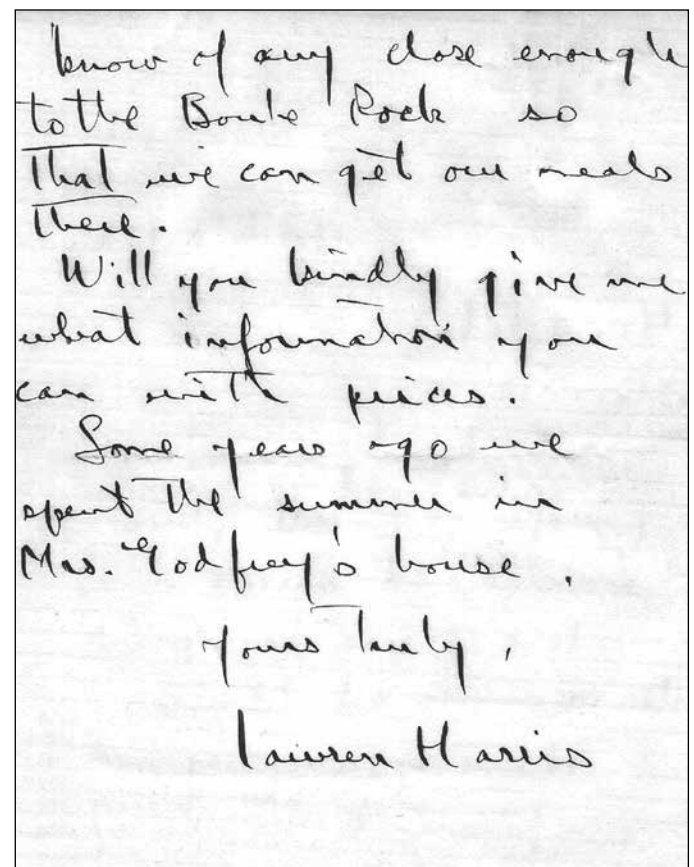 know of any close enough
to the Boule Rock so
that we can get our meals
there.
Will you kindly give me
what information you
can with prices.
Some years ago we
spent the summer in
Mrs. Godfrey's house.
Yours truly,
Lawren Harris